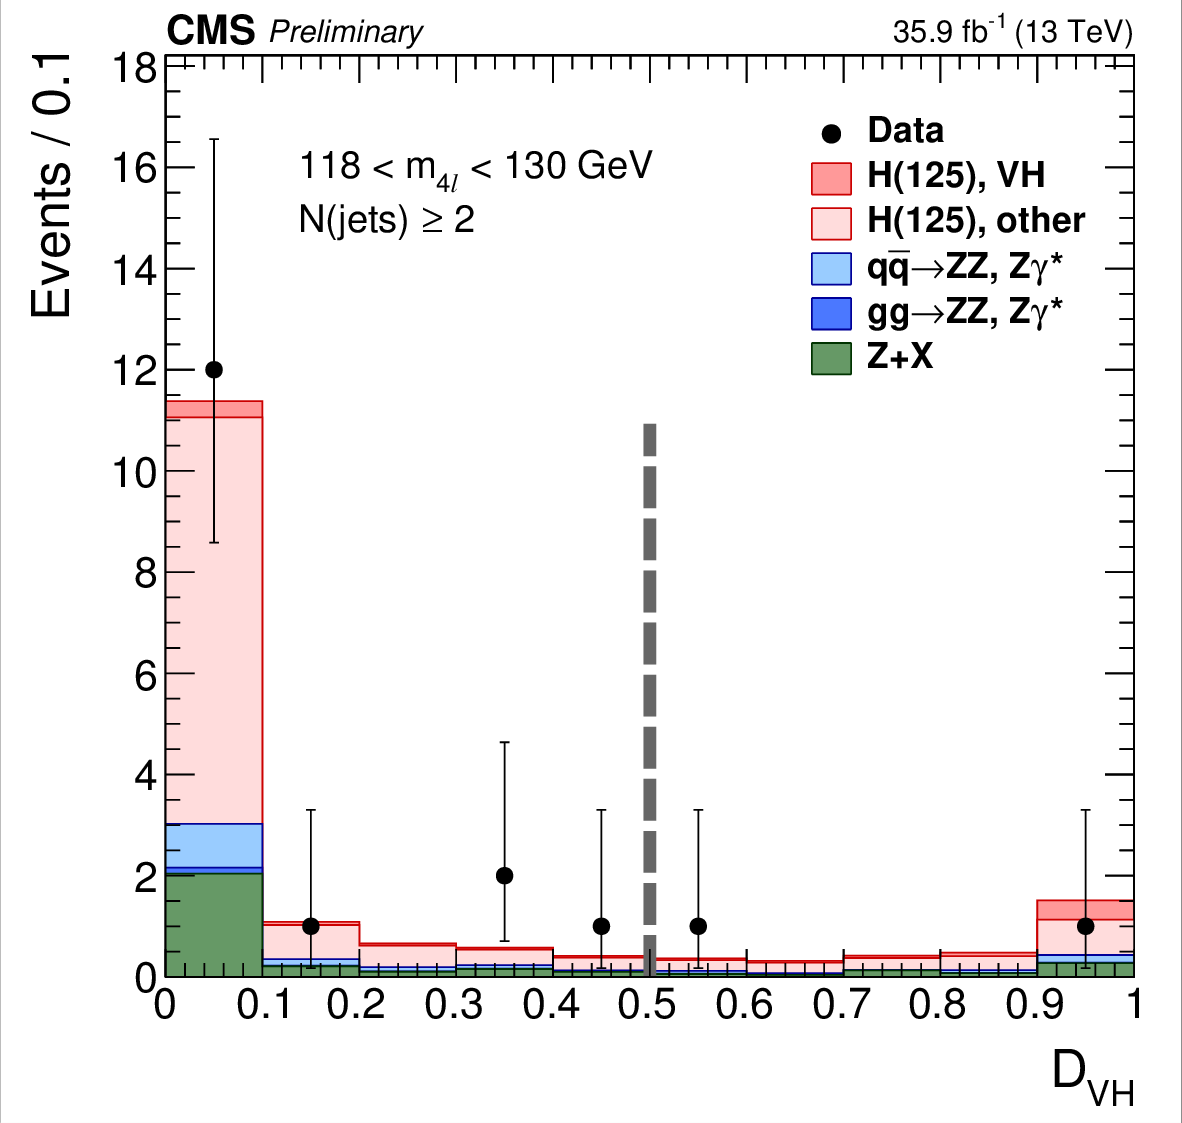 CMS Preliminary 35.9 fb⁻¹ (13 TeV)
Events / 0.1
18
16
14
12
10
8
6
4
2
0
118 < m₄l < 130 GeV
N(jets) ≥ 2
Data
H(125), VH
H(125), other
qq̅→ZZ, Zγ*
gg→ZZ, Zγ*
Z+X
0 0.1 0.2 0.3 0.4 0.5 0.6 0.7 0.8 0.9 1
D_VH